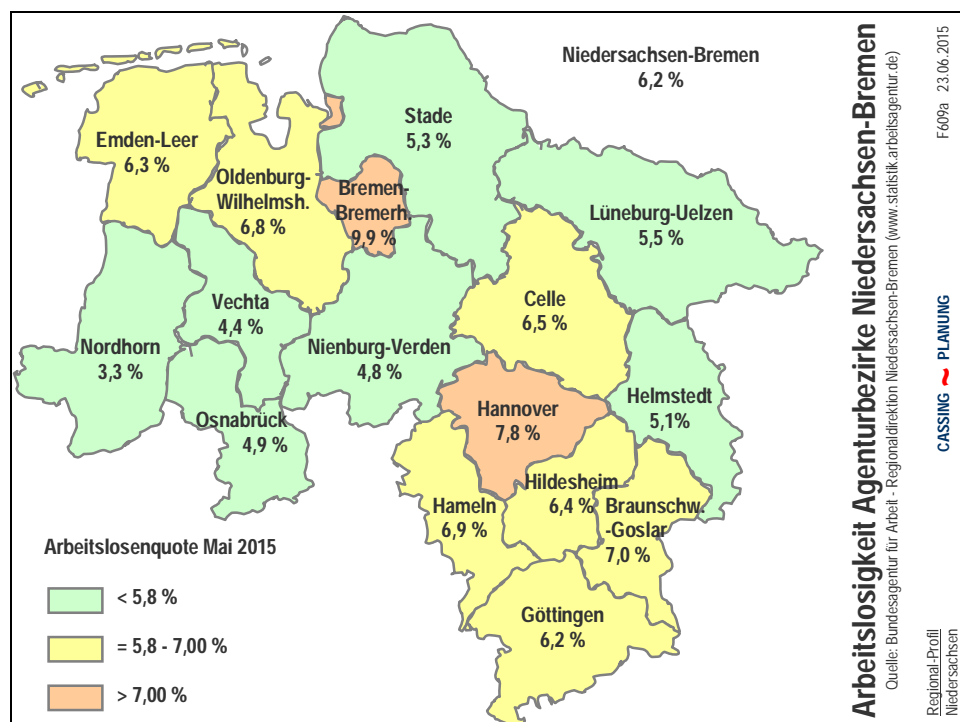 Niedersachsen-Bremen
6,2 %
Stade
5,3 %
Emden-Leer
6,3 %
Oldenburg-
Wilhelmsh.
6,8 %
Bremen-
Bremerh.
9,9 %
Lüneburg-Uelzen
5,5 %
Celle
6,5 %
Vechta
4,4 %
Nordhorn
3,3 %
Nienburg-Verden
4,8 %
Osnabrück
4,9 %
Hannover
7,8 %
Helmstedt
5,1%
Hildesheim
6,4 %
Hameln
6,9 %
Braunschw.
-Goslar
7,0 %
Göttingen
6,2 %
Arbeitslosenquote Mai 2015
< 5,8 %
= 5,8 - 7,00 %
> 7,00 %
Arbeitslosigkeit Agenturbezirke Niedersachsen-Bremen
Quelle: Bundesagentur für Arbeit - Regionaldirektion Niedersachsen-Bremen (www.statistik.arbeitsagentur.de)
F609a 23.06.2015
CASSING ~ PLANUNG
Regional-Profil
Niedersachsen